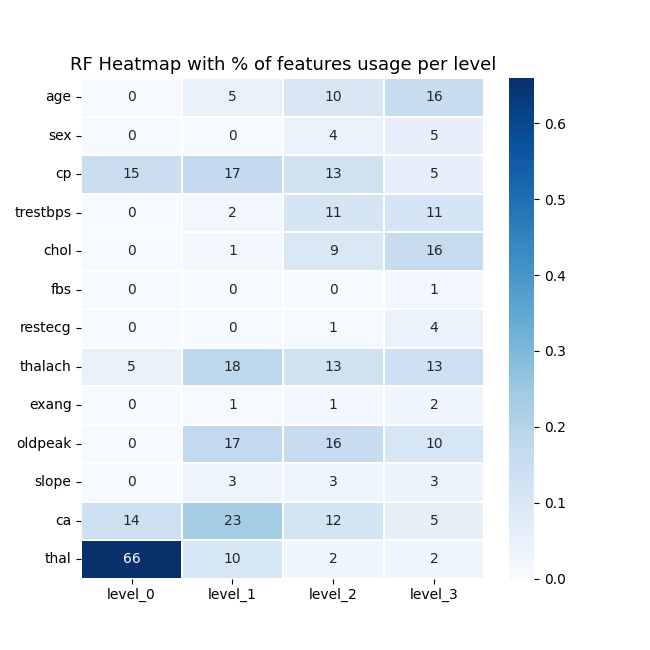 RF Heatmap with % of features usage per level
age 0 5 10 16
sex 0 0 4 5
cp 15 17 13 5
trestbps 0 2 11 11
chol 0 1 9 16
fbs 0 0 0 1
restecg 0 0 1 4
thalach 5 18 13 13
exang 0 1 1 2
oldpeak 0 17 16 10
slope 0 3 3 3
ca 14 23 12 5
thal 66 10 2 2
level_0 level_1 level_2 level_3
0.6
0.5
0.4
0.3
0.2
0.1
0.0